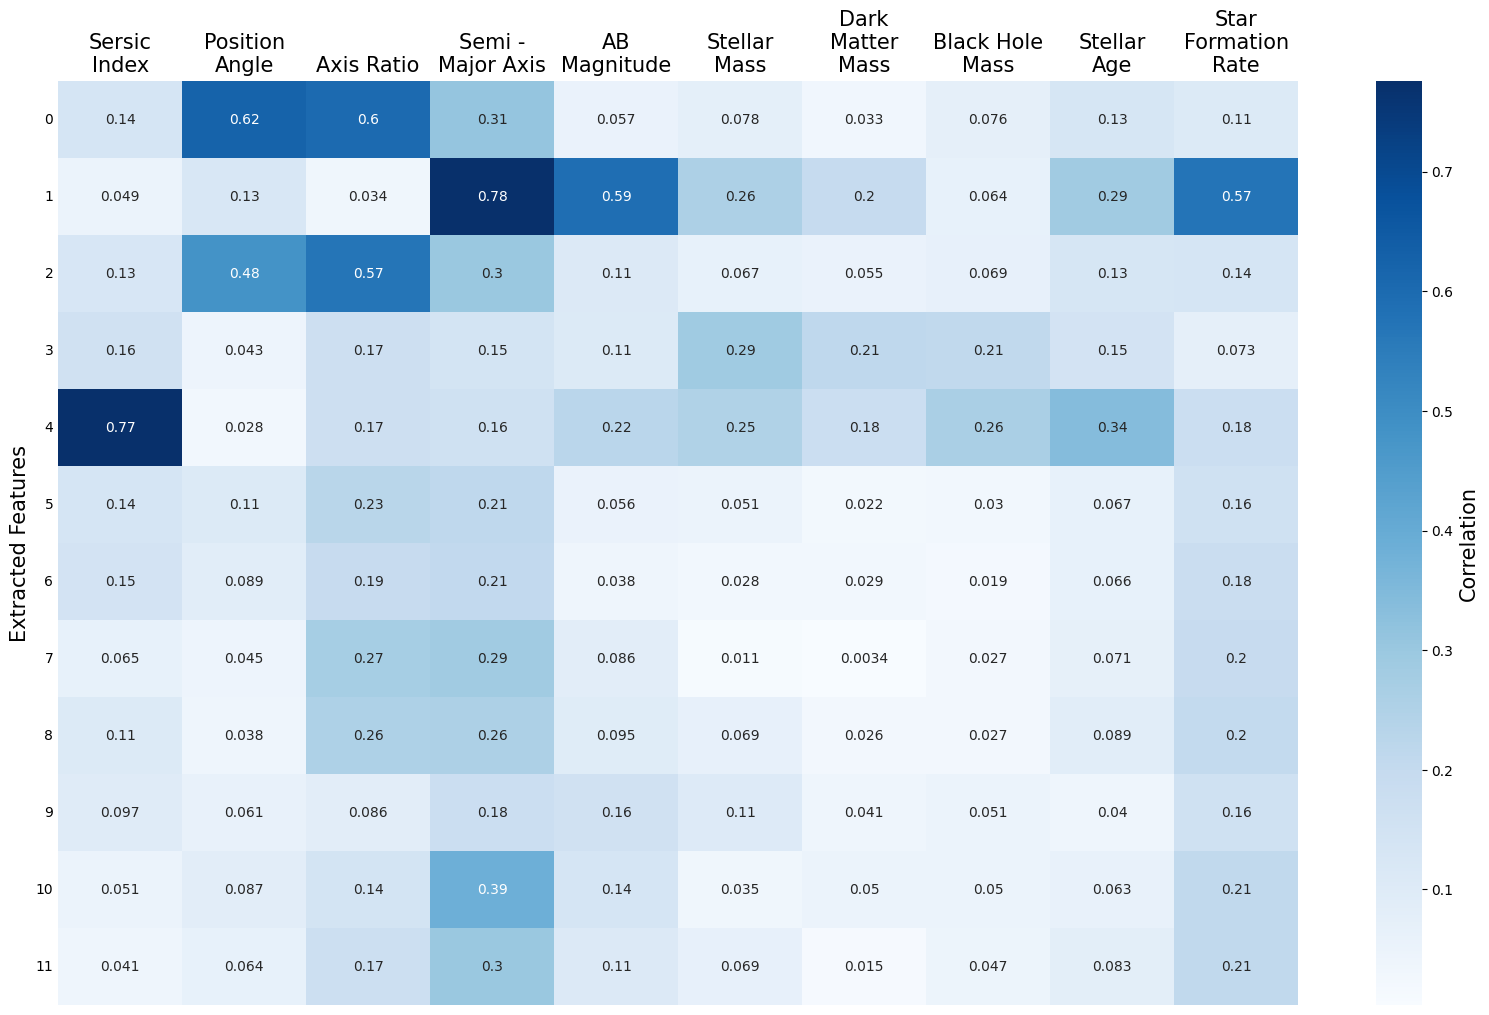 Sersic
Index
Position
Angle
Axis Ratio
Semi -
Major Axis
AB
Magnitude
Stellar
Mass
Dark
Matter
Mass
Black Hole
Mass
Stellar
Age
Star
Formation
Rate
Extracted Features
0 0.14 0.62 0.6 0.31 0.057 0.078 0.033 0.076 0.13 0.11
1 0.049 0.13 0.034 0.78 0.59 0.26 0.2 0.064 0.29 0.57
2 0.13 0.48 0.57 0.3 0.11 0.067 0.055 0.069 0.13 0.14
3 0.16 0.043 0.17 0.15 0.11 0.29 0.21 0.21 0.15 0.073
4 0.77 0.028 0.17 0.16 0.22 0.25 0.18 0.26 0.34 0.18
5 0.14 0.11 0.23 0.21 0.056 0.051 0.022 0.03 0.067 0.16
6 0.15 0.089 0.19 0.21 0.038 0.028 0.029 0.019 0.066 0.18
7 0.065 0.045 0.27 0.29 0.086 0.011 0.0034 0.027 0.071 0.2
8 0.11 0.038 0.26 0.26 0.095 0.069 0.026 0.027 0.089 0.2
9 0.097 0.061 0.086 0.18 0.16 0.11 0.041 0.051 0.04 0.16
10 0.051 0.087 0.14 0.39 0.14 0.035 0.05 0.05 0.063 0.21
11 0.041 0.064 0.17 0.3 0.11 0.069 0.015 0.047 0.083 0.21
0.7
0.6
0.5
0.4
0.3
0.2
0.1
Correlation